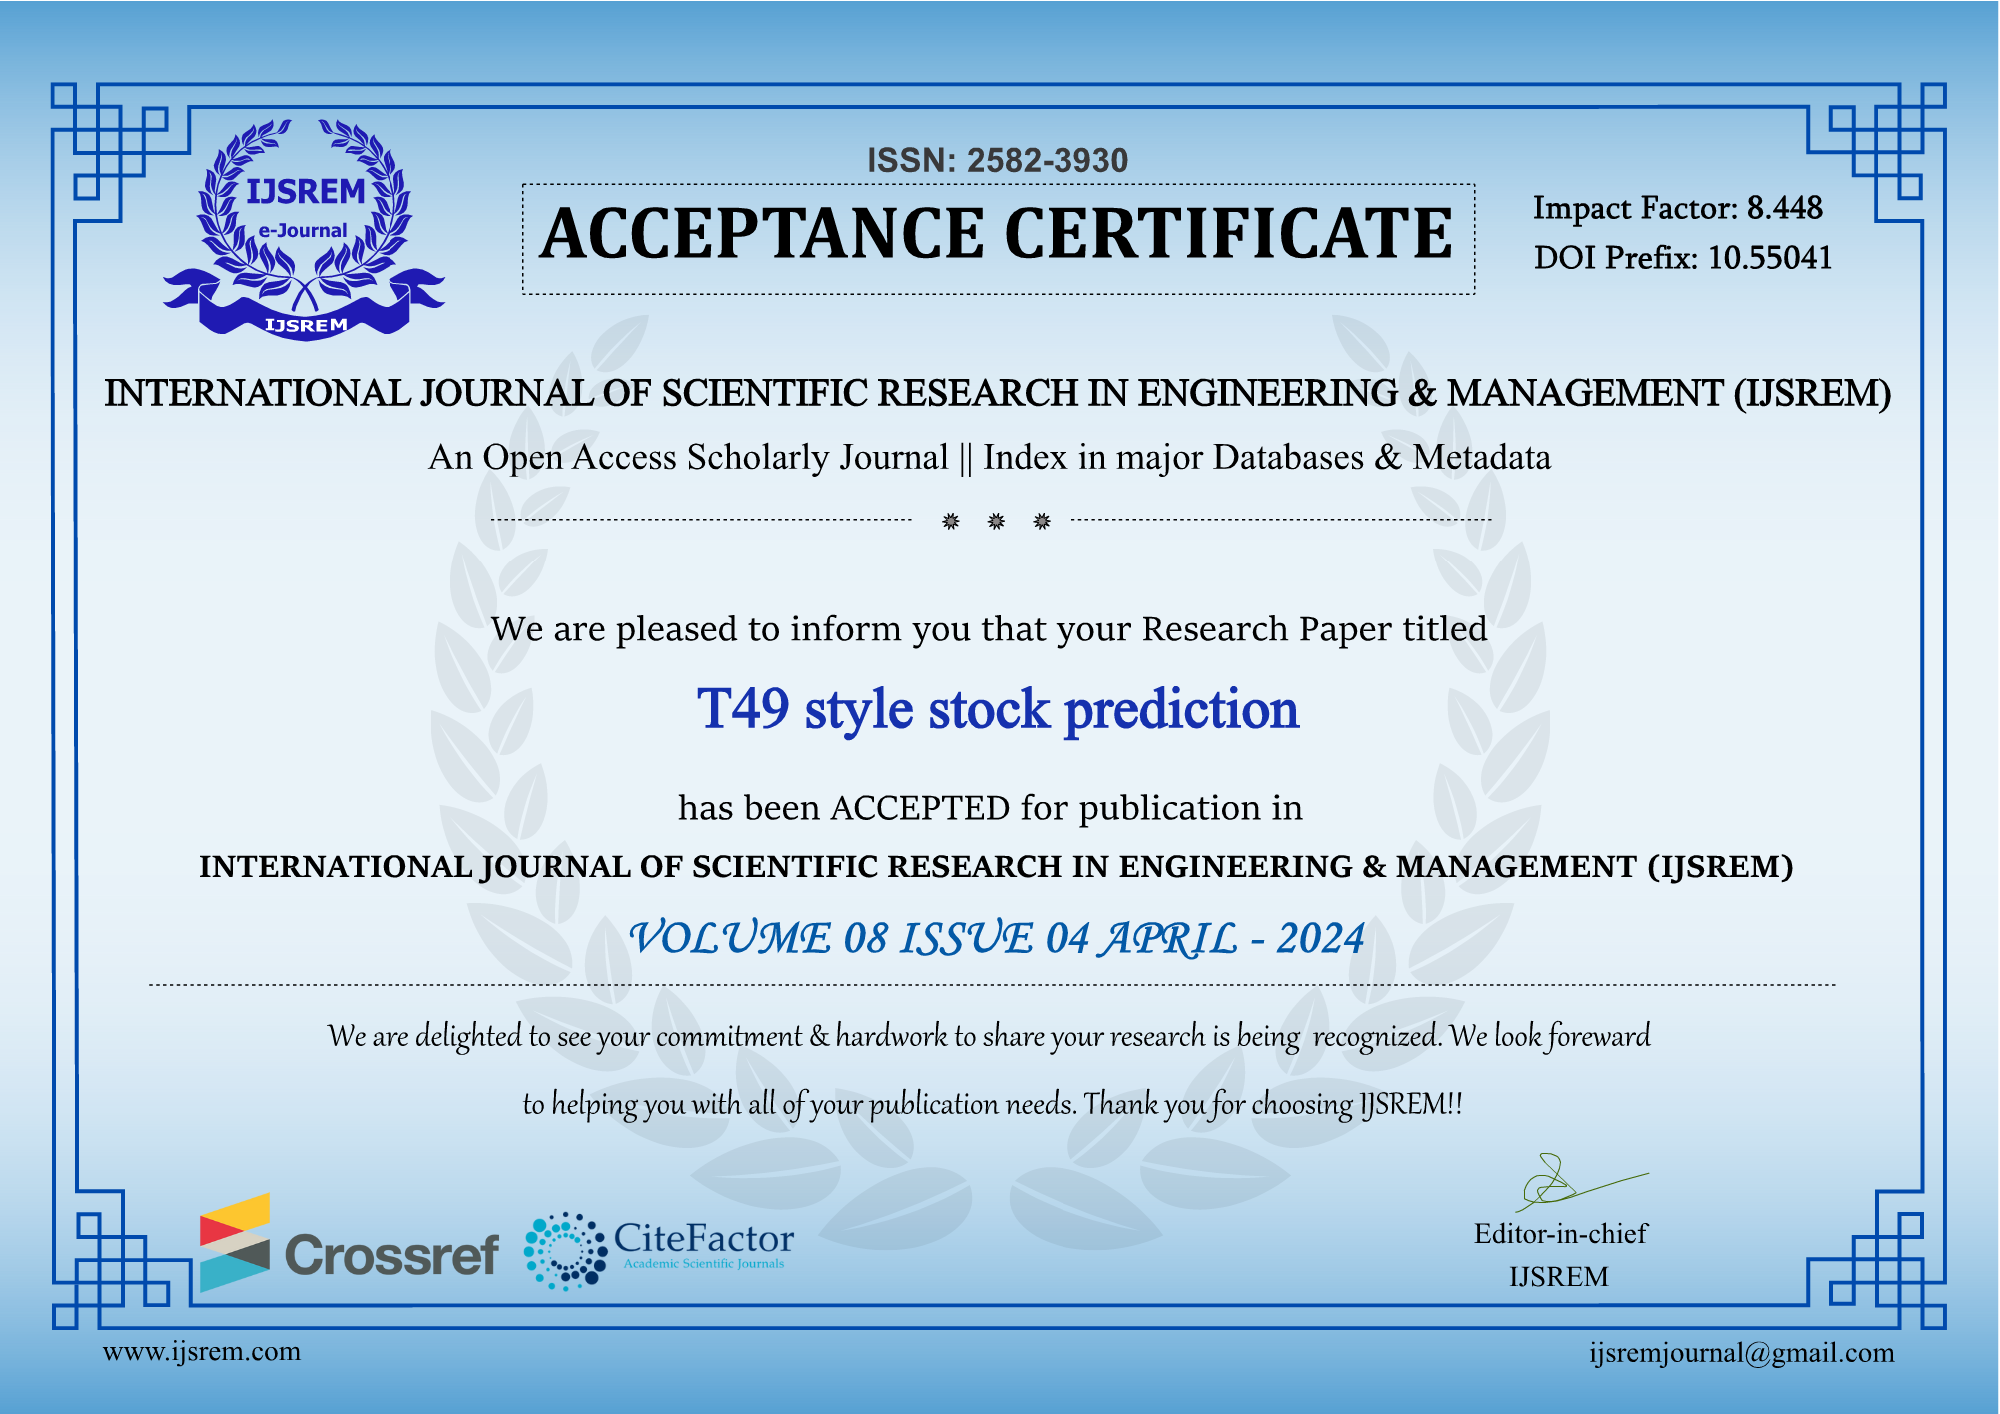 IJSREM
e-Journal
IJSREM
ISSN: 2582-3930
ACCEPTANCE CERTIFICATE
Impact Factor: 8.448
DOI Prefix: 10.55041
INTERNATIONAL JOURNAL OF SCIENTIFIC RESEARCH IN ENGINEERING & MANAGEMENT (IJSREM)
An Open Access Scholarly Journal || Index in major Databases & Metadata
We are pleased to inform you that your Research Paper titled
T49 style stock prediction
has been ACCEPTED for publication in
INTERNATIONAL JOURNAL OF SCIENTIFIC RESEARCH IN ENGINEERING & MANAGEMENT (IJSREM)
VOLUME 08 ISSUE 04 APRIL - 2024
We are delighted to see your commitment & hardwork to share your research is being recognized. We look foreward
to helping you with all of your publication needs. Thank you for choosing IJSREM!!
Crossref
CiteFactor
Academic Scientific Journals
Editor-in-chief
IJSREM
www.ijsrem.com
ijsremjournal@gmail.com